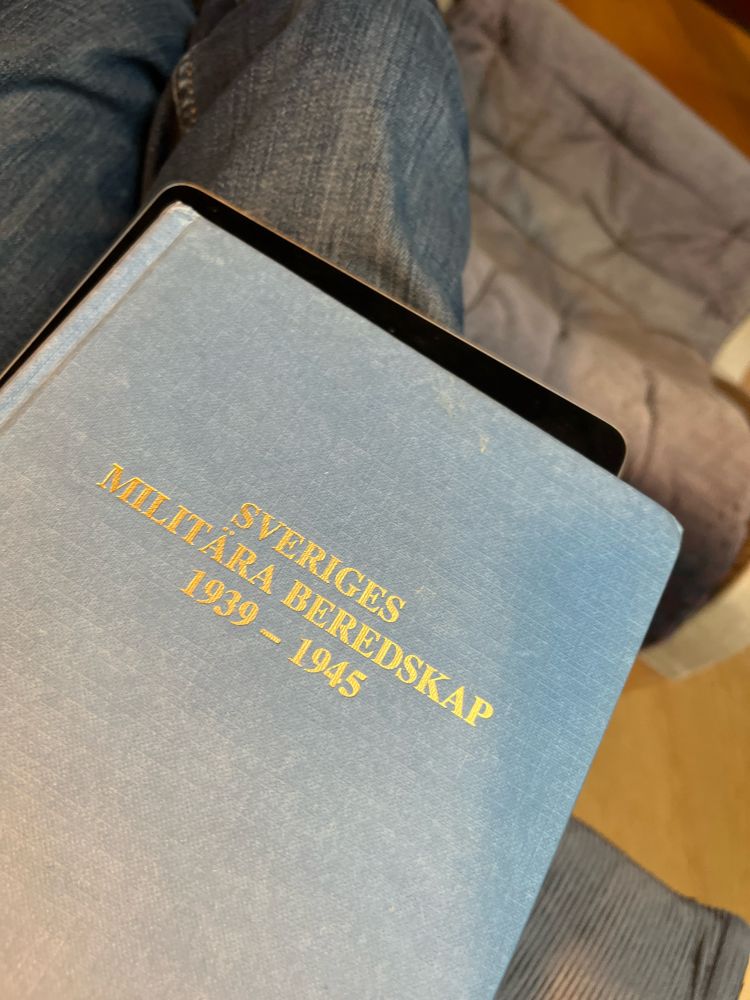 SVERIGES
MILITÄRA BEREDSKAP
1939 – 1945